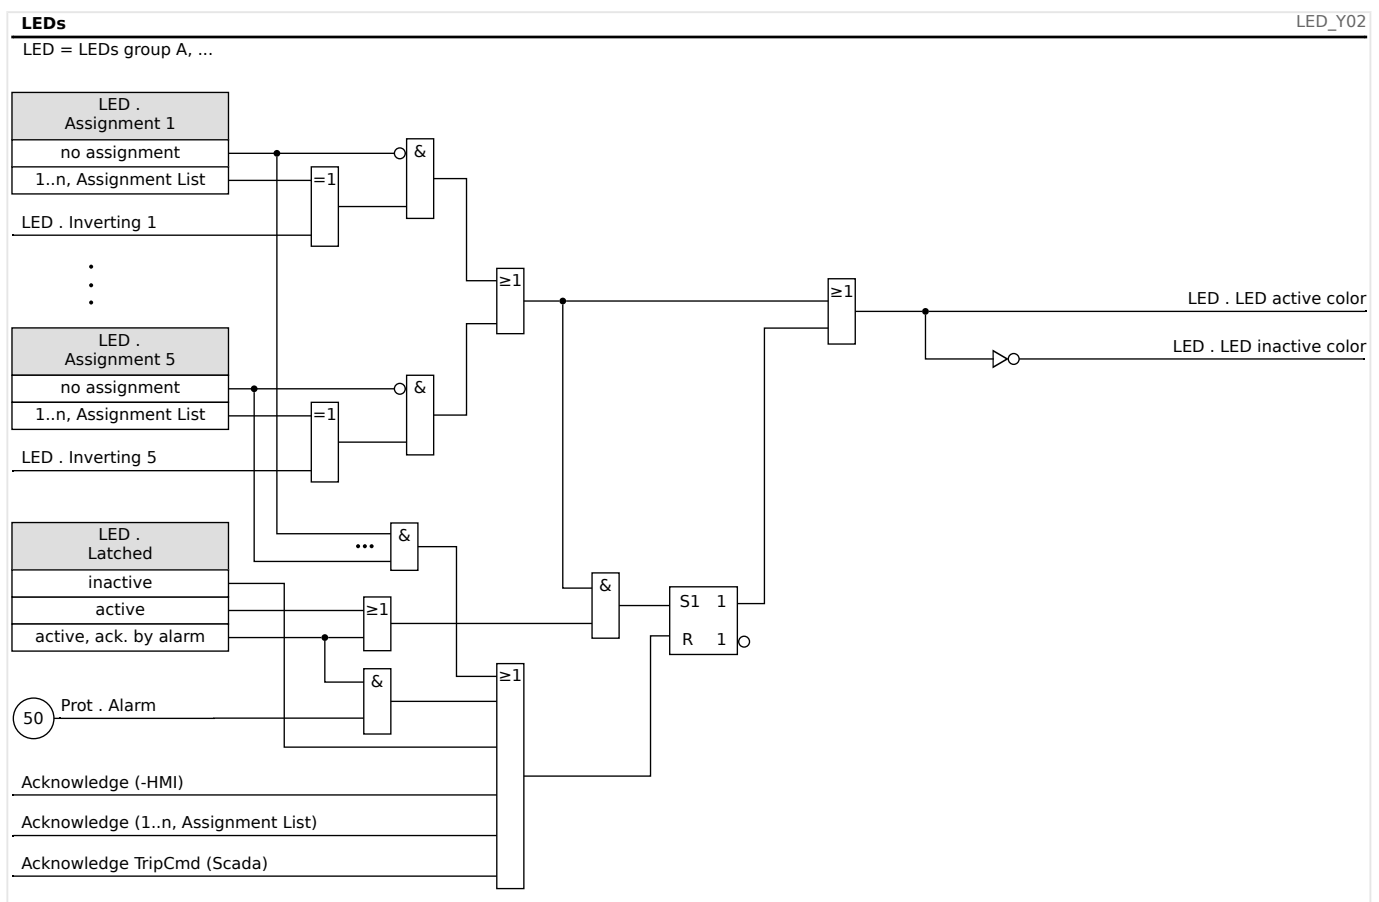 LEDs
LED_Y02
LED = LEDs group A, ...
LED .
Assignment 1
no assignment
&
1..n, Assignment List
=1
LED . Inverting 1
≥1
≥1
LED . LED active color
LED .
Assignment 5
LED . LED inactive color
no assignment
&
1..n, Assignment List
=1
LED . Inverting 5
LED .
Latched
&
...
inactive
&
active
≥1
S1 1
active, ack. by alarm
R 1
&
≥1
50
Prot . Alarm
Acknowledge (-HMI)
Acknowledge (1..n, Assignment List)
Acknowledge TripCmd (Scada)